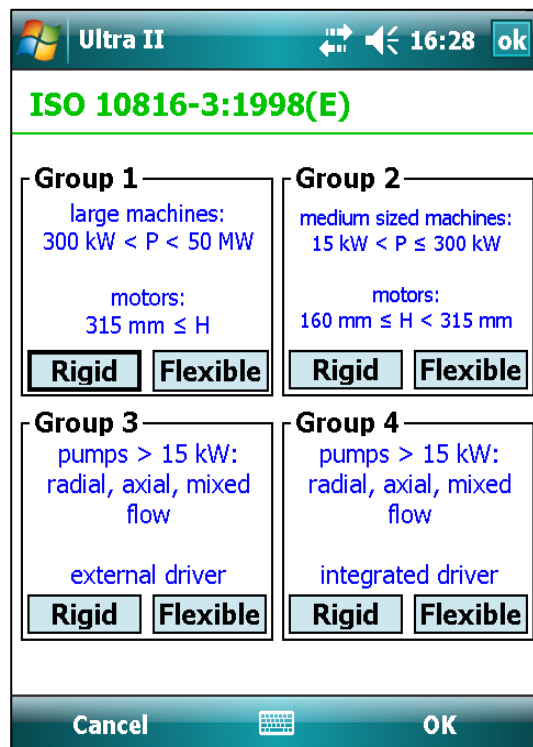 Ultra II 16:28 ok
ISO 10816-3:1998(E)
Group 1
large machines:
300 kW < P < 50 MW
motors:
315 mm ≤ H
Rigid Flexible
Group 2
medium sized machines:
15 kW < P ≤ 300 kW
motors:
160 mm ≤ H < 315 mm
Rigid Flexible
Group 3
pumps > 15 kW:
radial, axial, mixed
flow
external driver
Rigid Flexible
Group 4
pumps > 15 kW:
radial, axial, mixed
flow
integrated driver
Rigid Flexible
Cancel OK